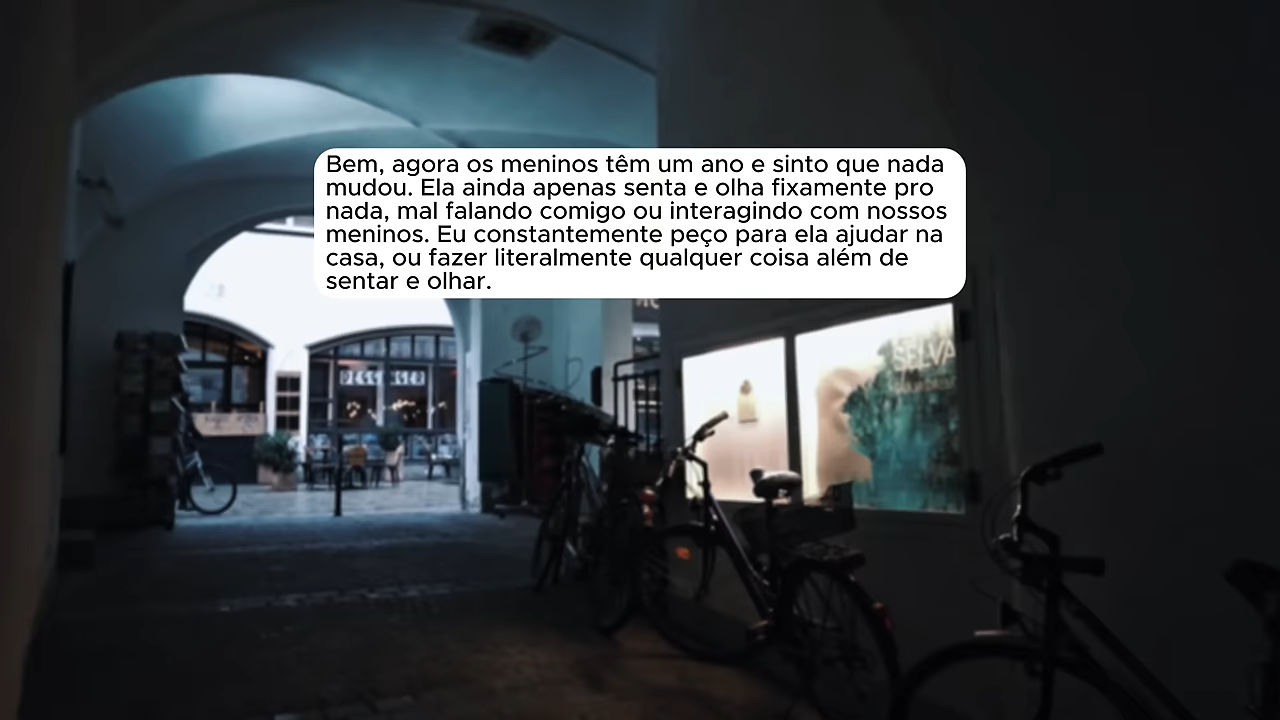 Bem, agora os meninos têm um ano e sinto que nada
mudou. Ela ainda apenas senta e olha fixamente pro
nada, mal falando comigo ou interagindo com nossos
meninos. Eu constantemente peço para ela ajudar na
casa, ou fazer literalmente qualquer coisa além de
sentar e olhar.
SELVA